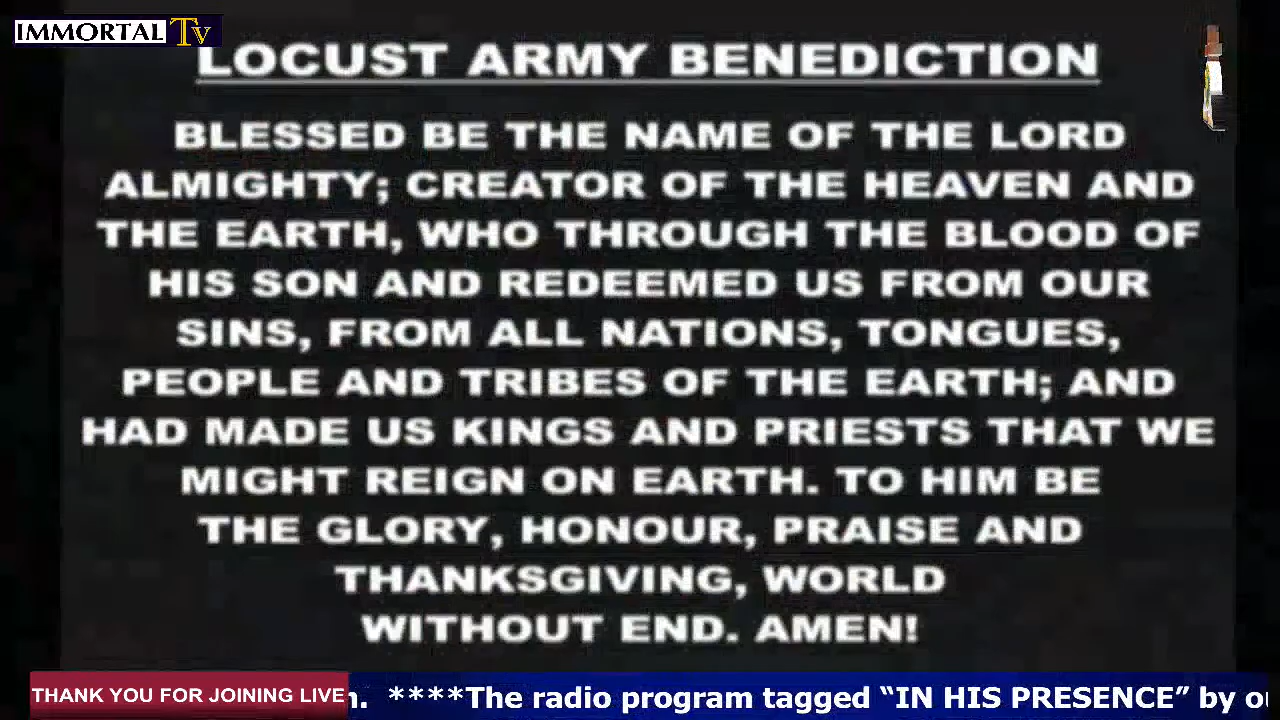 IMMORTAL Tv
LOCUST ARMY BENEDICTION
BLESSED BE THE NAME OF THE LORD
ALMIGHTY; CREATOR OF THE HEAVEN AND
THE EARTH, WHO THROUGH THE BLOOD OF
HIS SON AND REDEEMED US FROM OUR
SINS, FROM ALL NATIONS, TONGUES,
PEOPLE AND TRIBES OF THE EARTH; AND
HAD MADE US KINGS AND PRIESTS THAT WE
MIGHT REIGN ON EARTH. TO HIM BE
THE GLORY, HONOUR, PRAISE AND
THANKSGIVING, WORLD
WITHOUT END. AMEN!
THANK YOU FOR JOINING LIVE
****The radio program tagged “IN HIS PRESENCE” by